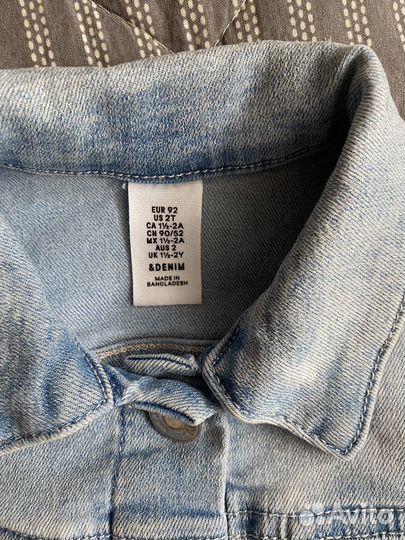 EUR 92
US 2T
CA 1½-2A
CN 90/52
MX 1½-2A
AUS 2
UK 1½-2Y
&DENIM
MADE IN
BANGLADESH
Avito